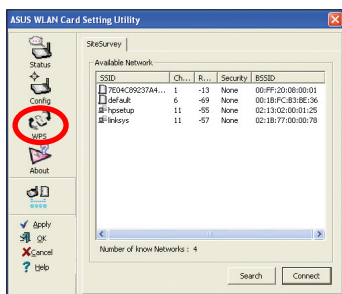 ASUS WLAN Card Setting Utility
Status
Config
WPS
About
Apply
OK
Cancel
Help
SiteSurvey
Available Network
SSID Ch... R... Security BSSID
7E04C89237A4... 1 -13 None 00:FF:20:08:00:01
default 6 -69 None 00:1B:FC:B3:BE:36
hpsetup 11 -55 None 02:13:02:00:01:25
linksys 11 -57 None 02:1B:77:00:00:78
Number of know Networks : 4
Search Connect